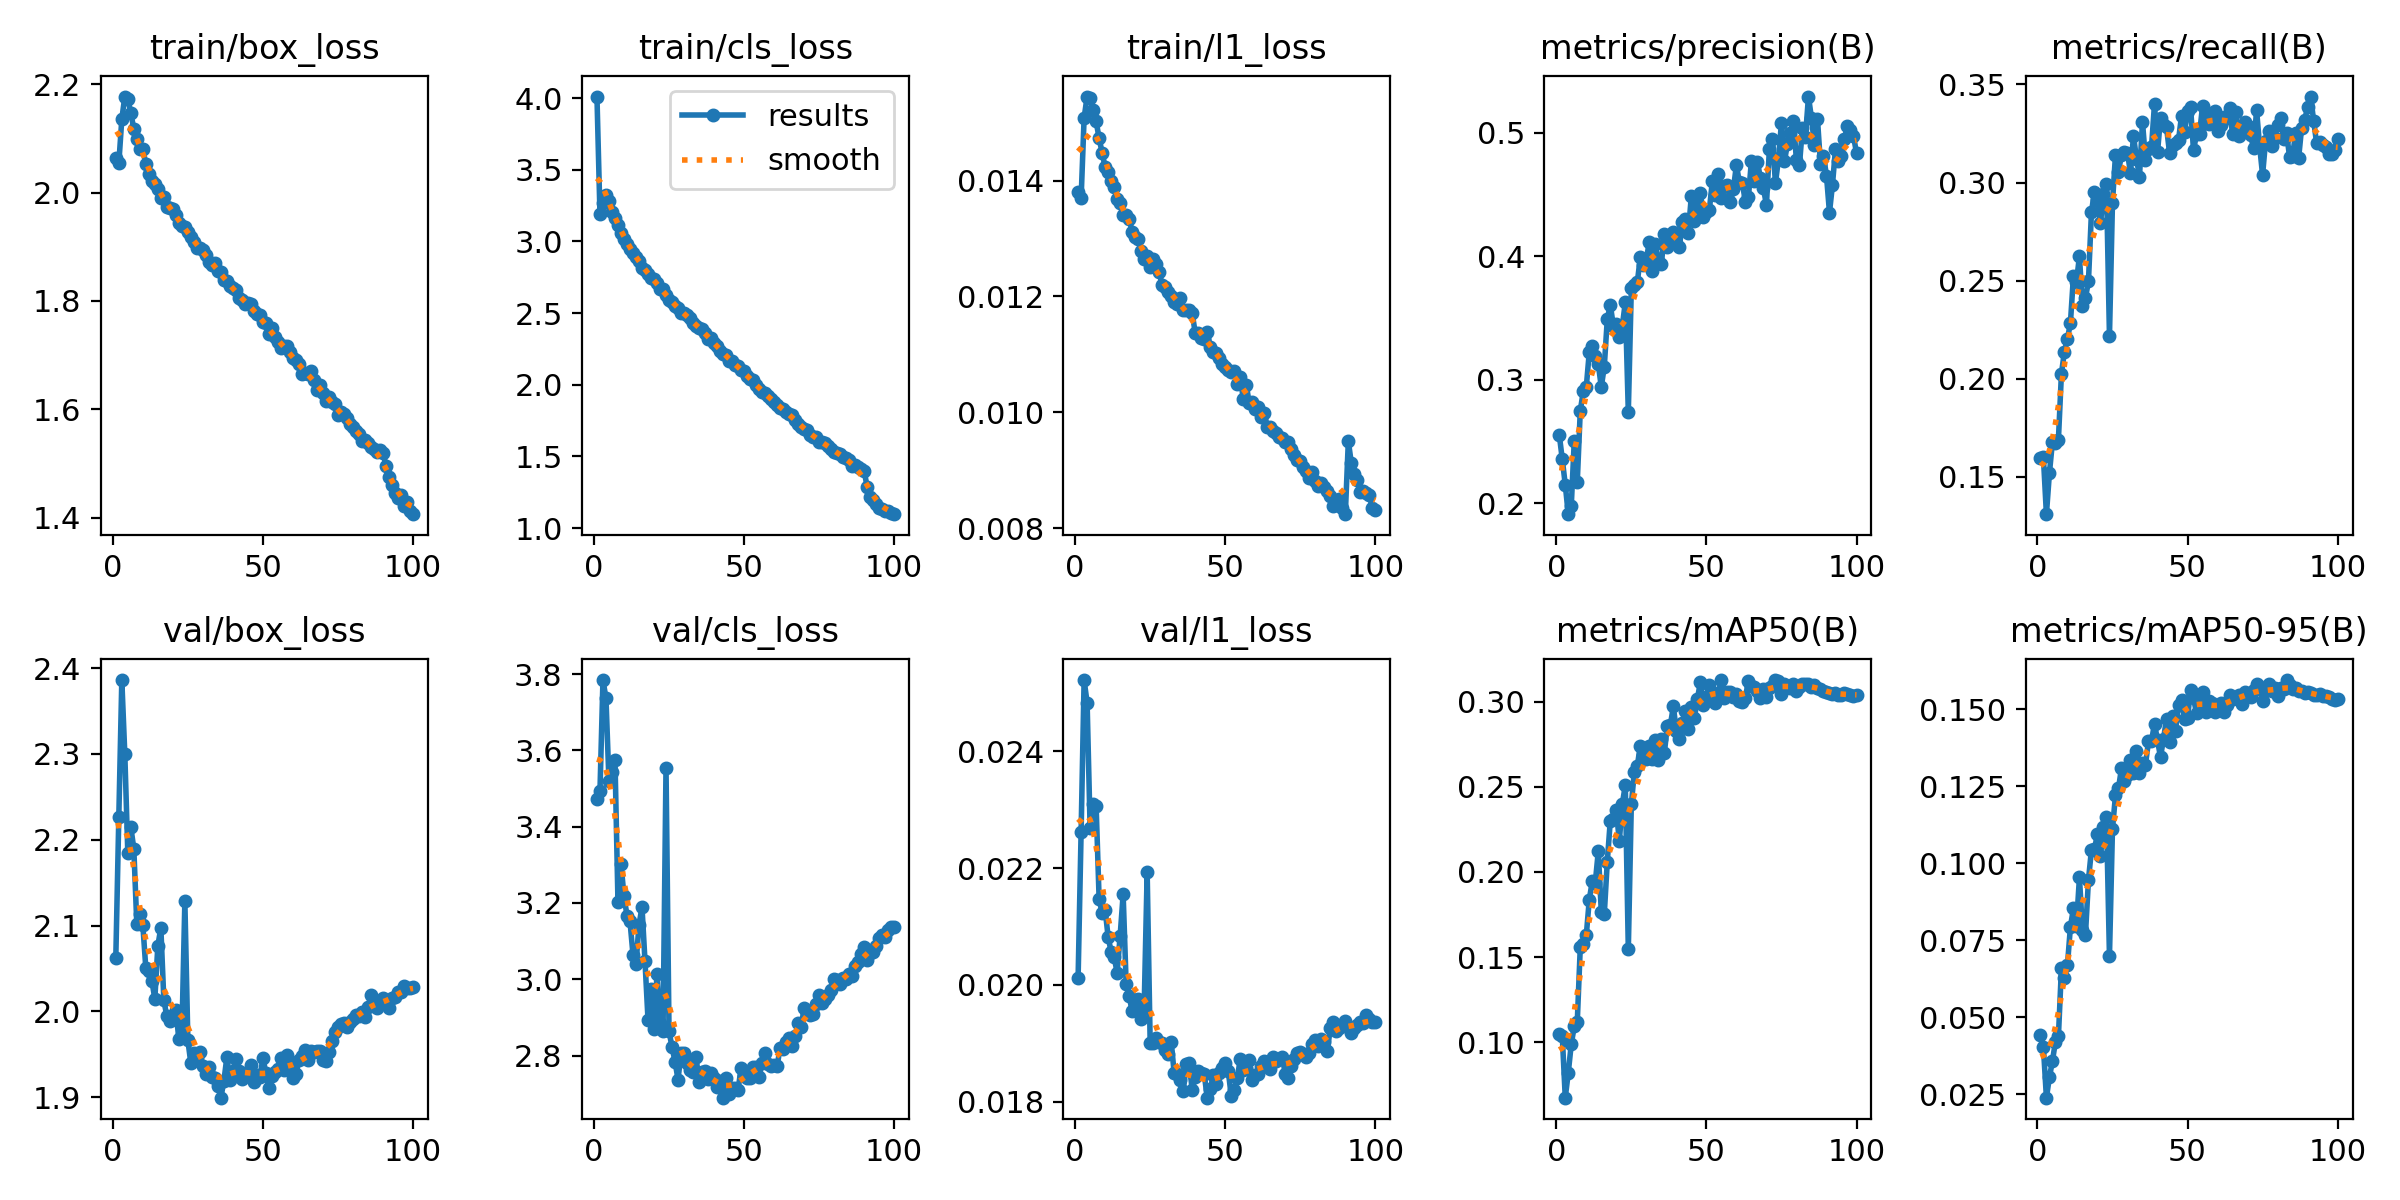 train/box_loss
2.2
2.0
1.8
1.6
1.4
0 50 100
train/cls_loss
results
smooth
4.0
3.5
3.0
2.5
2.0
1.5
1.0
0 50 100
train/l1_loss
0.014
0.012
0.010
0.008
0 50 100
metrics/precision(B)
0.5
0.4
0.3
0.2
0 50 100
metrics/recall(B)
0.35
0.30
0.25
0.20
0.15
0 50 100
val/box_loss
2.4
2.3
2.2
2.1
2.0
1.9
0 50 100
val/cls_loss
3.8
3.6
3.4
3.2
3.0
2.8
0 50 100
val/l1_loss
0.024
0.022
0.020
0.018
0 50 100
metrics/mAP50(B)
0.30
0.25
0.20
0.15
0.10
0 50 100
metrics/mAP50-95(B)
0.150
0.125
0.100
0.075
0.050
0.025
0 50 100